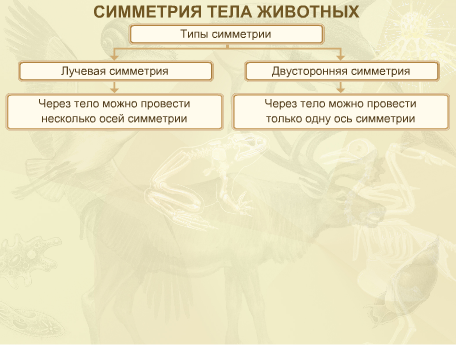 СИММЕТРИЯ ТЕЛА ЖИВОТНЫХ
Типы симметрии
Лучевая симметрия
Двусторонняя симметрия
Через тело можно провести
несколько осей симметрии
Через тело можно провести
только одну ось симметрии